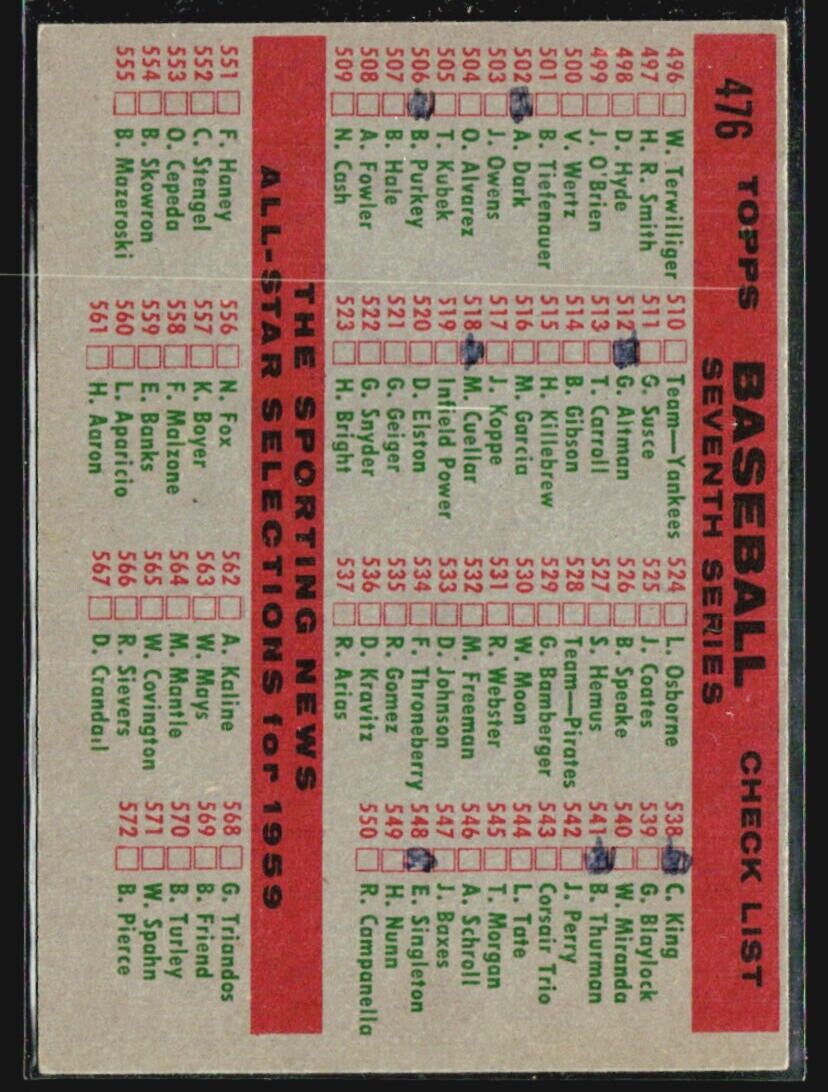 476 TOPPS BASEBALL CHECK LIST
SEVENTH SERIES
496 W. Terwilliger
497 H. R. Smith
498 D. Hyde
499 J. O'Brien
500 V. Wertz
501 B. Tiefenauer
502 A. Dark
503 J. Owens
504 O. Alvarez
505 T. Kubek
506 B. Purkey
507 B. Hale
508 A. Fowler
509 N. Cash
510 Team—Yankees
511 G. Susce
512 G. Altman
513 T. Carroll
514 B. Gibson
515 H. Killebrew
516 M. Garcia
517 J. Koppe
518 M. Cuellar
519 Infield Power
520 D. Elston
521 G. Geiger
522 G. Snyder
523 H. Bright
524 L. Osborne
525 J. Coates
526 B. Speake
527 S. Hemus
528 Team—Pirates
529 G. Bamberger
530 W. Moon
531 R. Webster
532 M. Freeman
533 D. Johnson
534 F. Throneberry
535 R. Gomez
536 D. Kravitz
537 R. Arias
538 C. King
539 G. Blaylock
540 W. Miranda
541 B. Thurman
542 J. Perry
543 Corsair Trio
544 L. Tate
545 T. Morgan
546 A. Schroll
547 J. Baxes
548 E. Singleton
549 H. Nunn
550 R. Campanella
THE SPORTING NEWS
ALL-STAR SELECTIONS for 1959
551 F. Haney
552 C. Stengel
553 O. Cepeda
554 B. Skowron
555 B. Mazeroski
556 N. Fox
557 K. Boyer
558 F. Malzone
559 E. Banks
560 L. Aparicio
561 H. Aaron
562 A. Kaline
563 W. Mays
564 M. Mantle
565 W. Covington
566 R. Sievers
567 D. Crandall
568 G. Triandos
569 B. Friend
570 B. Turley
571 W. Spahn
572 B. Pierce